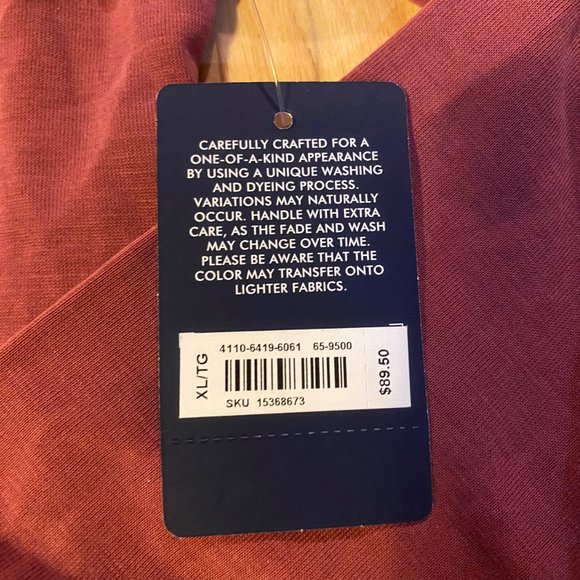 CAREFULLY CRAFTED FOR A
ONE-OF-A-KIND APPEARANCE
BY USING A UNIQUE WASHING
AND DYEING PROCESS.
VARIATIONS MAY NATURALLY
OCCUR. HANDLE WITH EXTRA
CARE, AS THE FADE AND WASH
MAY CHANGE OVER TIME.
PLEASE BE AWARE THAT THE
COLOR MAY TRANSFER ONTO
LIGHTER FABRICS.
XL/TG
4110-6419-6061 65-9500
SKU 15368673
$89.50